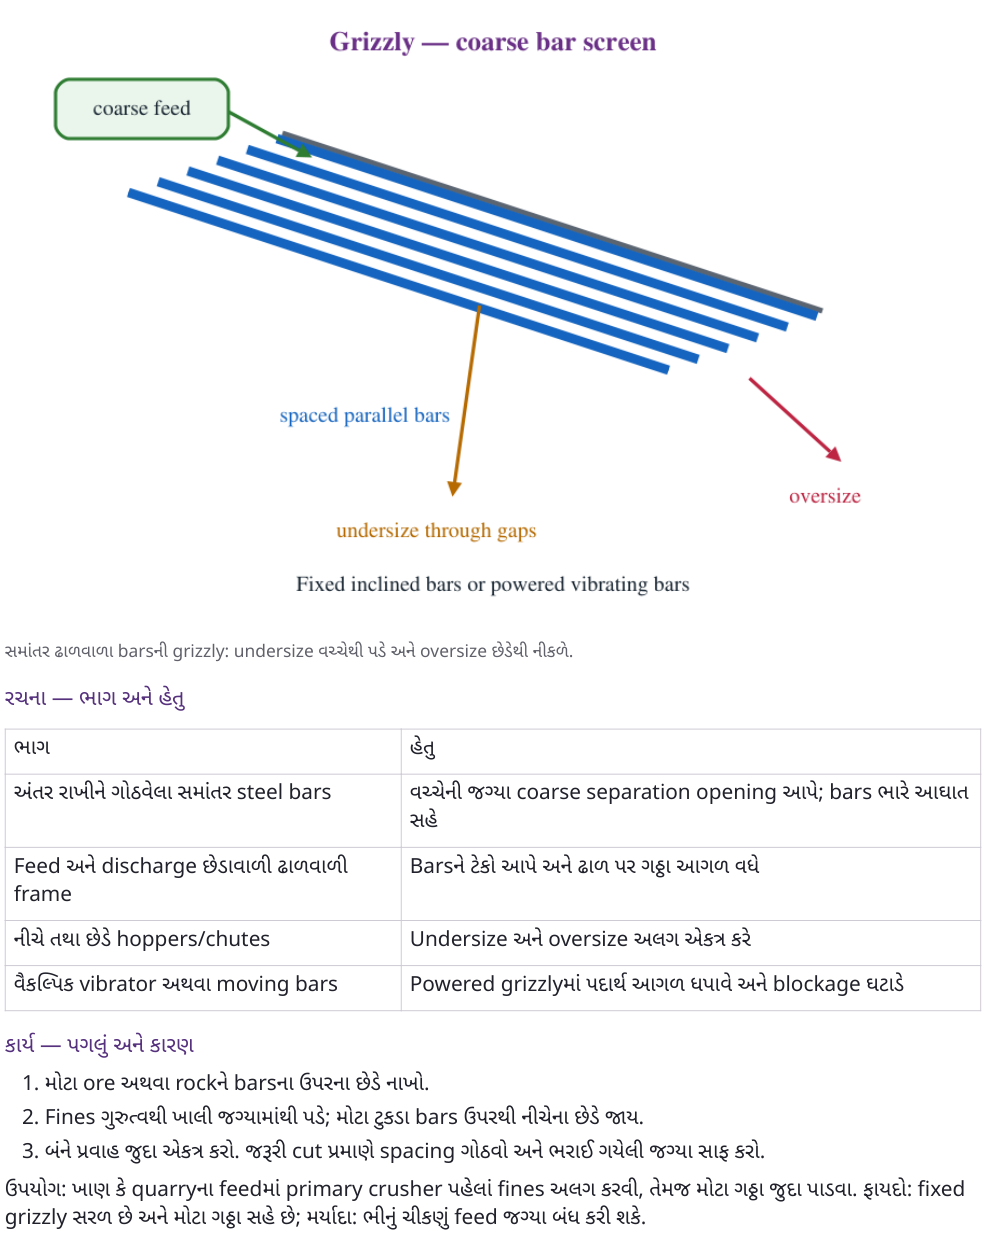 Grizzly — coarse bar screen
coarse feed
spaced parallel bars
oversize
undersize through gaps
Fixed inclined bars or powered vibrating bars
સમાંતર ઢાળવાળા barsની grizzly: undersize વચ્ચેથી પડે અને oversize છેડેથી નીકળે.
રચના — ભાગ અને હેતુ
ભાગ
હેતુ
અંતર રાખીને ગોઠવેલા સમાંતર steel bars
વચ્ચેની જગ્યા coarse separation opening આપે; bars ભારે આઘાત
સહે
Feed અને discharge છેડાવાળી ઢાળવાળી
frame
Barsને ટેકો આપે અને ઢાળ પર ગઠ્ઠા આગળ વધે
નીચે તથા છેડે hoppers/chutes
Undersize અને oversize અલગ એકત્ર કરે
વૈકલ્પિક vibrator અથવા moving bars
Powered grizzlyમાં પદાર્થ આગળ ધપાવે અને blockage ઘટાડે
કાર્ય — પગલું અને કારણ
1. મોટા ore અથવા rockને barsના ઉપરના છેડે નાખો.
2. Fines ગુરુત્વથી ખાલી જગ્યામાંથી પડે; મોટા ટુકડા bars ઉપરથી નીચેના છેડે જાય.
3. બંને પ્રવાહ જુદા એકત્ર કરો. જરૂરી cut પ્રમાણે spacing ગોઠવો અને ભરાઈ ગયેલી જગ્યા સાફ કરો.
ઉપયોગ: ખાણ કે quarryના feedમાં primary crusher પહેલાં fines અલગ કરવી, તેમજ મોટા ગઠ્ઠા જુદા પાડવા. ફાયદો: fixed
grizzly સરળ છે અને મોટા ગઠ્ઠા સહે છે; મર્યાદા: ભીનું ચીકણું feed જગ્યા બંધ કરી શકે.